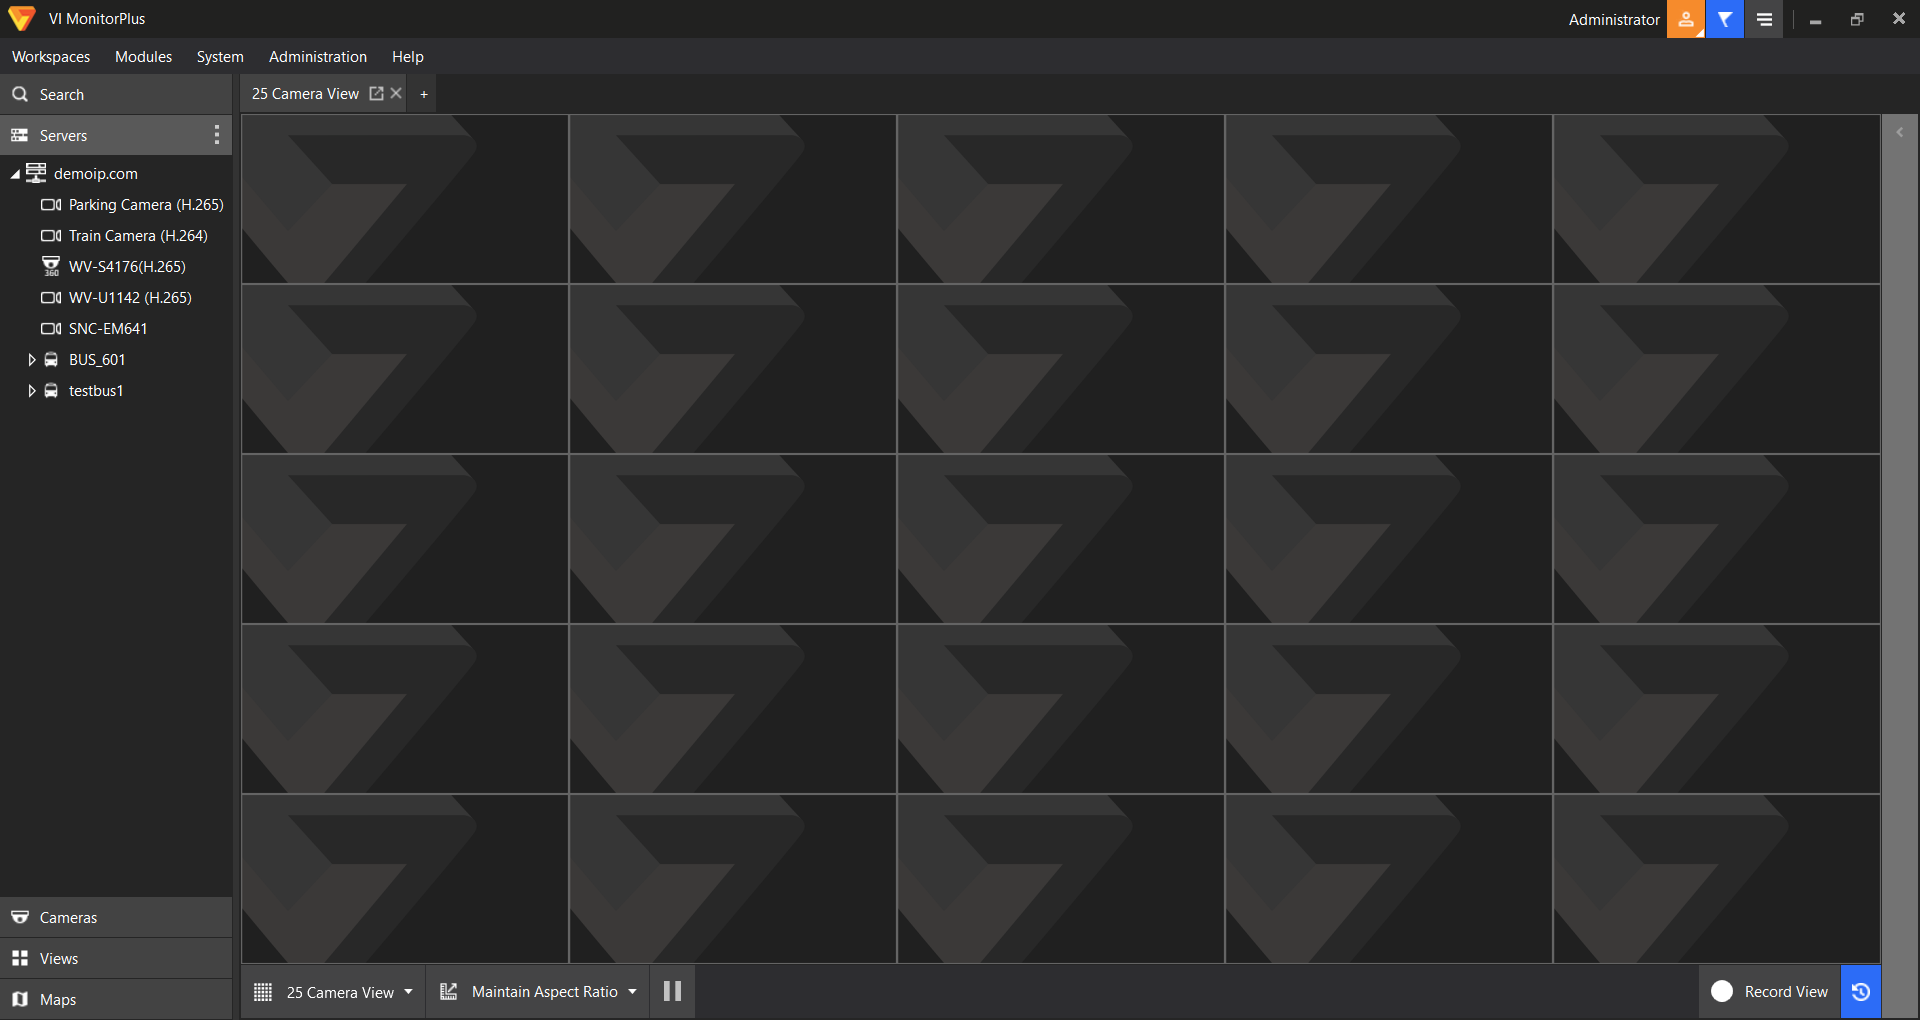 VI MonitorPlus
Administrator
Workspaces Modules System Administration Help
Search
25 Camera View +
Servers
demoip.com
Parking Camera (H.265)
Train Camera (H.264)
360 WV-S4176(H.265)
WV-U1142 (H.265)
SNC-EM641
BUS_601
testbus1
Cameras
Views
Maps
25 Camera View
Maintain Aspect Ratio
Record View